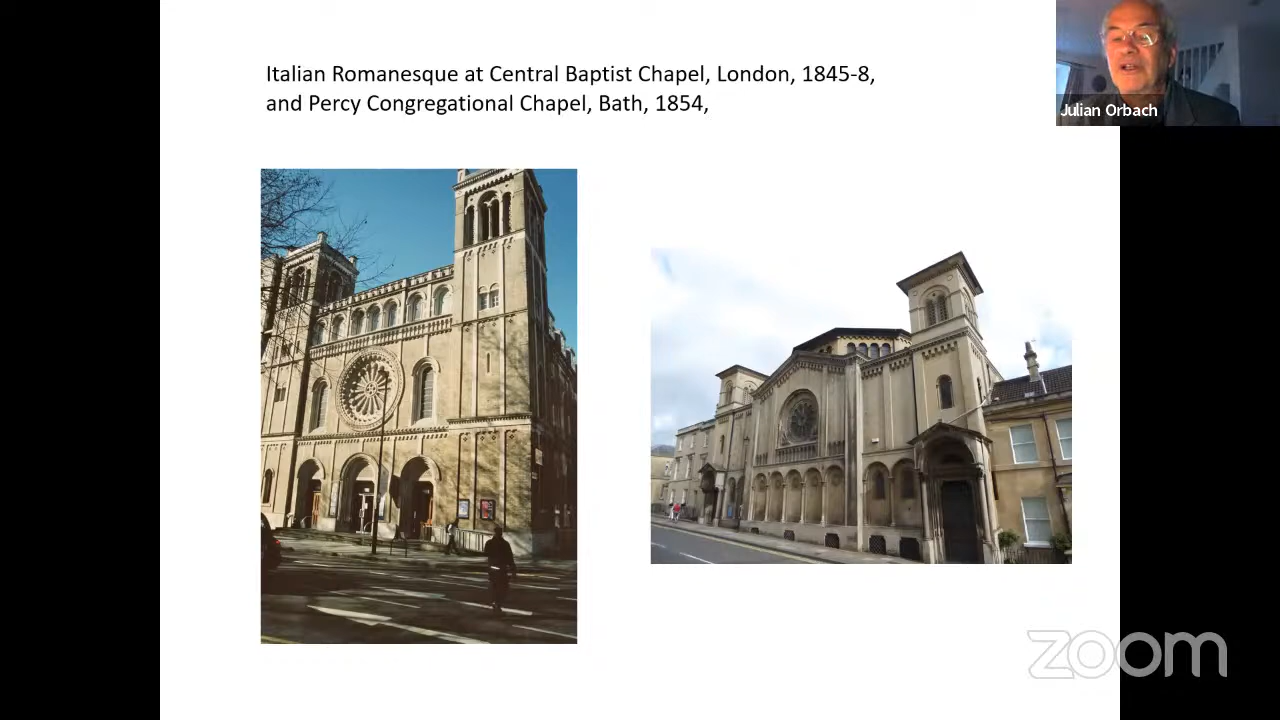 Italian Romanesque at Central Baptist Chapel, London, 1845-8,
and Percy Congregational Chapel, Bath, 1854,
Julian Orbach
zoom